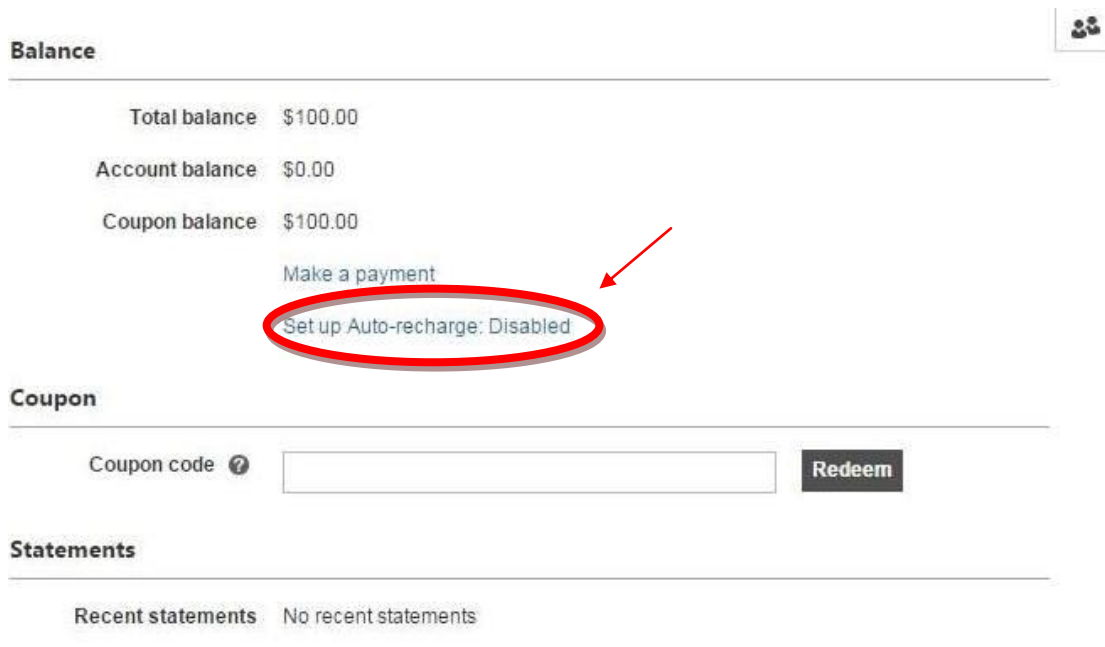 Balance
Total balance $100.00
Account balance $0.00
Coupon balance $100.00
Make a payment
Set up Auto-recharge: Disabled
Coupon
Coupon code ? Redeem
Statements
Recent statements No recent statements